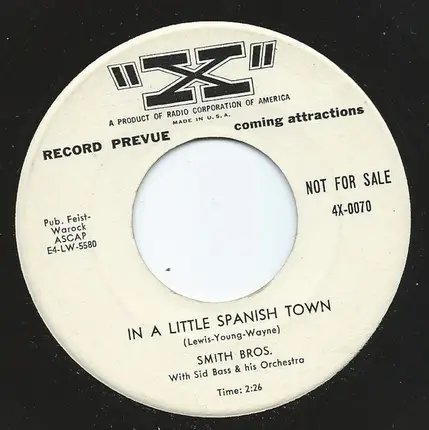 "X"
A PRODUCT OF RADIO CORPORATION OF AMERICA
MADE IN U.S.A.
RECORD PREVUE
coming attractions
NOT FOR SALE
4X-0070
Pub. Feist-
Warock
ASCAP
E4-LW-5580
IN A LITTLE SPANISH TOWN
(Lewis-Young-Wayne)
SMITH BROS.
With Sid Bass & his Orchestra
Time: 2:26